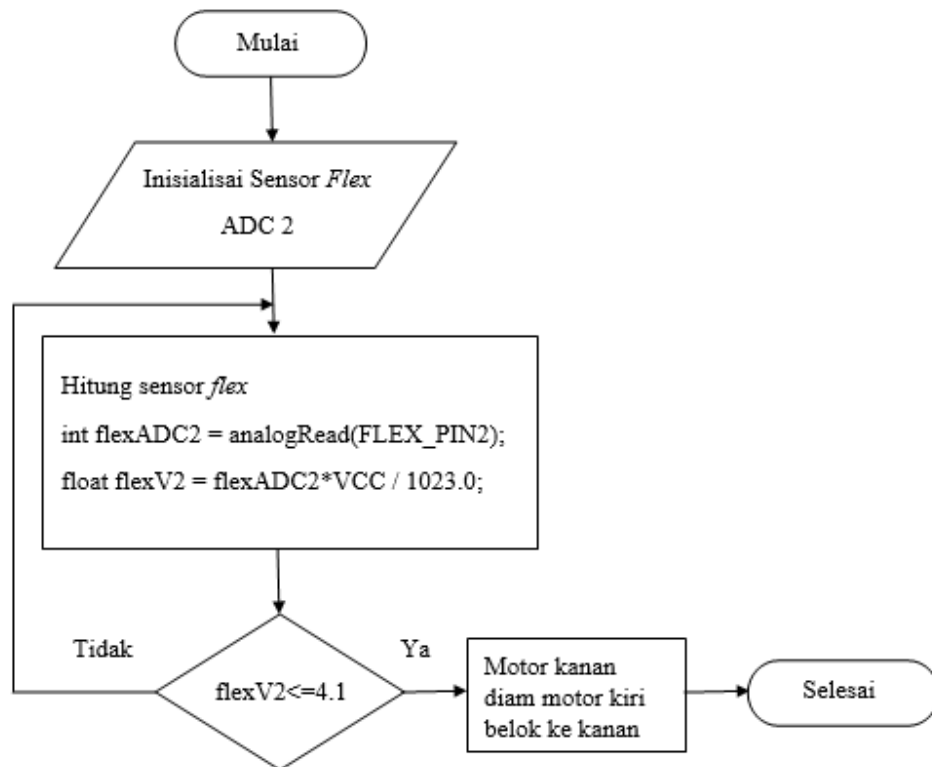 Mulai
Inisialisai Sensor Flex
ADC 2
Hitung sensor flex
int flexADC2 = analogRead(FLEX_PIN2);
float flexV2 = flexADC2*VCC / 1023.0;
Tidak
flexV2<=4.1
Ya
Motor kanan
diam motor kiri
belok ke kanan
Selesai